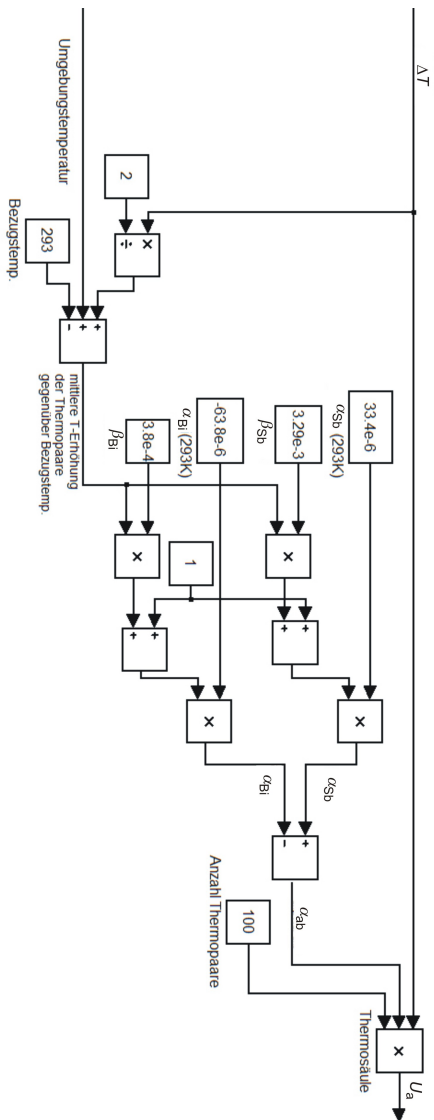 ΔT
33.4e-6
α_Sb (293K)
3.29e-3
β_Sb
-63.8e-6
α_Bi (293K)
3.8e-4
β_Bi
2
×
÷
Umgebungstemperatur
293
Bezugstemp.
+
+
−
mittlere T-Erhöhung
der Thermopaare
gegenüber Bezugstemp.
×
×
1
+
+
+
+
×
×
α_Sb
α_Bi
+
−
α_ab
100
Anzahl Thermopaare
×
Thermosäule
U_a